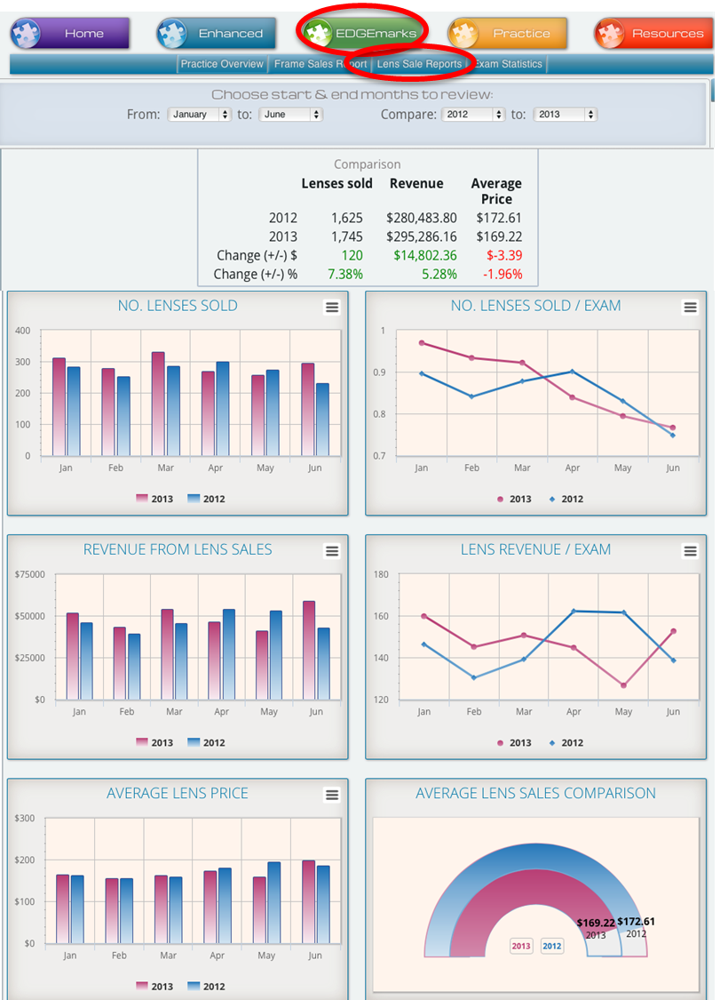 Home Enhanced EDGEmarks Practice Resources
Practice Overview Frame Sales Report Lens Sale Reports Exam Statistics
Choose start & end months to review:
From: January to: June Compare: 2012 to: 2013
Comparison
Lenses sold Revenue Average
Price
2012 1,625 $280,483.80 $172.61
2013 1,745 $295,286.16 $169.22
Change (+/-) $ 120 $14,802.36 $-3.39
Change (+/-) % 7.38% 5.28% -1.96%
NO. LENSES SOLD
400
300
200
100
0
Jan Feb Mar Apr May Jun
2013 2012
NO. LENSES SOLD / EXAM
1
0.9
0.8
0.7
Jan Feb Mar Apr May Jun
2013 2012
REVENUE FROM LENS SALES
$75000
$50000
$25000
$0
Jan Feb Mar Apr May Jun
2013 2012
LENS REVENUE / EXAM
180
160
140
120
Jan Feb Mar Apr May Jun
2013 2012
AVERAGE LENS PRICE
$300
$200
$100
$0
Jan Feb Mar Apr May Jun
2013 2012
AVERAGE LENS SALES COMPARISON
$169.22 $172.61
2013 2012
2013 2012